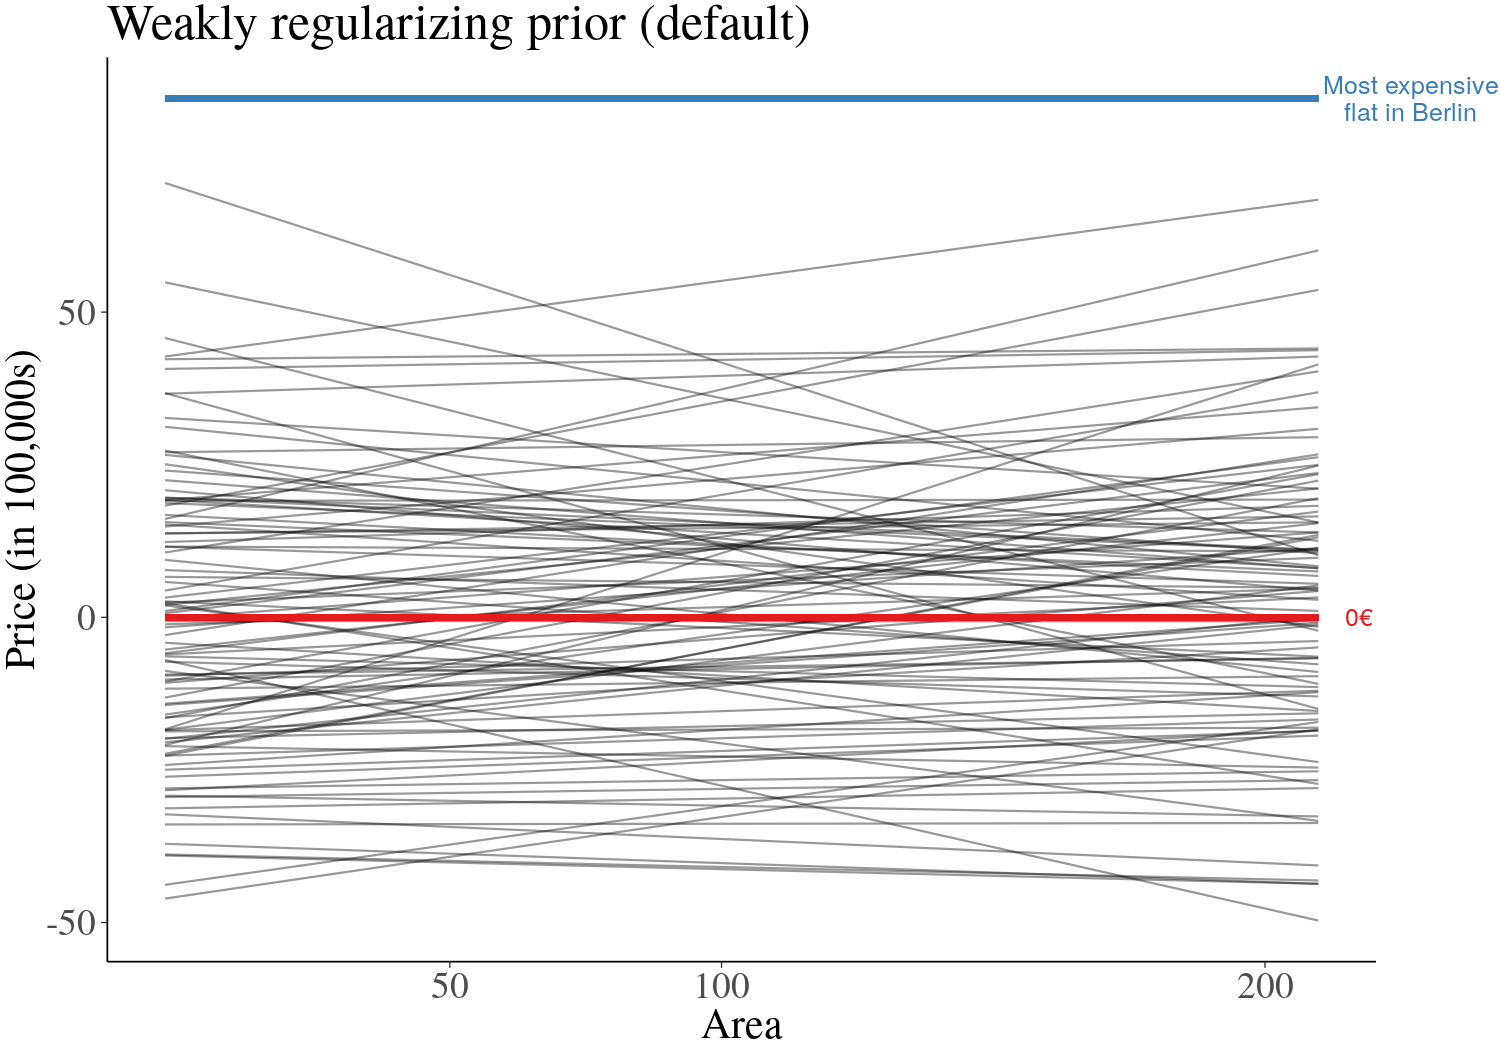 Weakly regularizing prior (default)
Most expensive
flat in Berlin
50
0
-50
0€
Price (in 100,000s)
50
100
200
Area